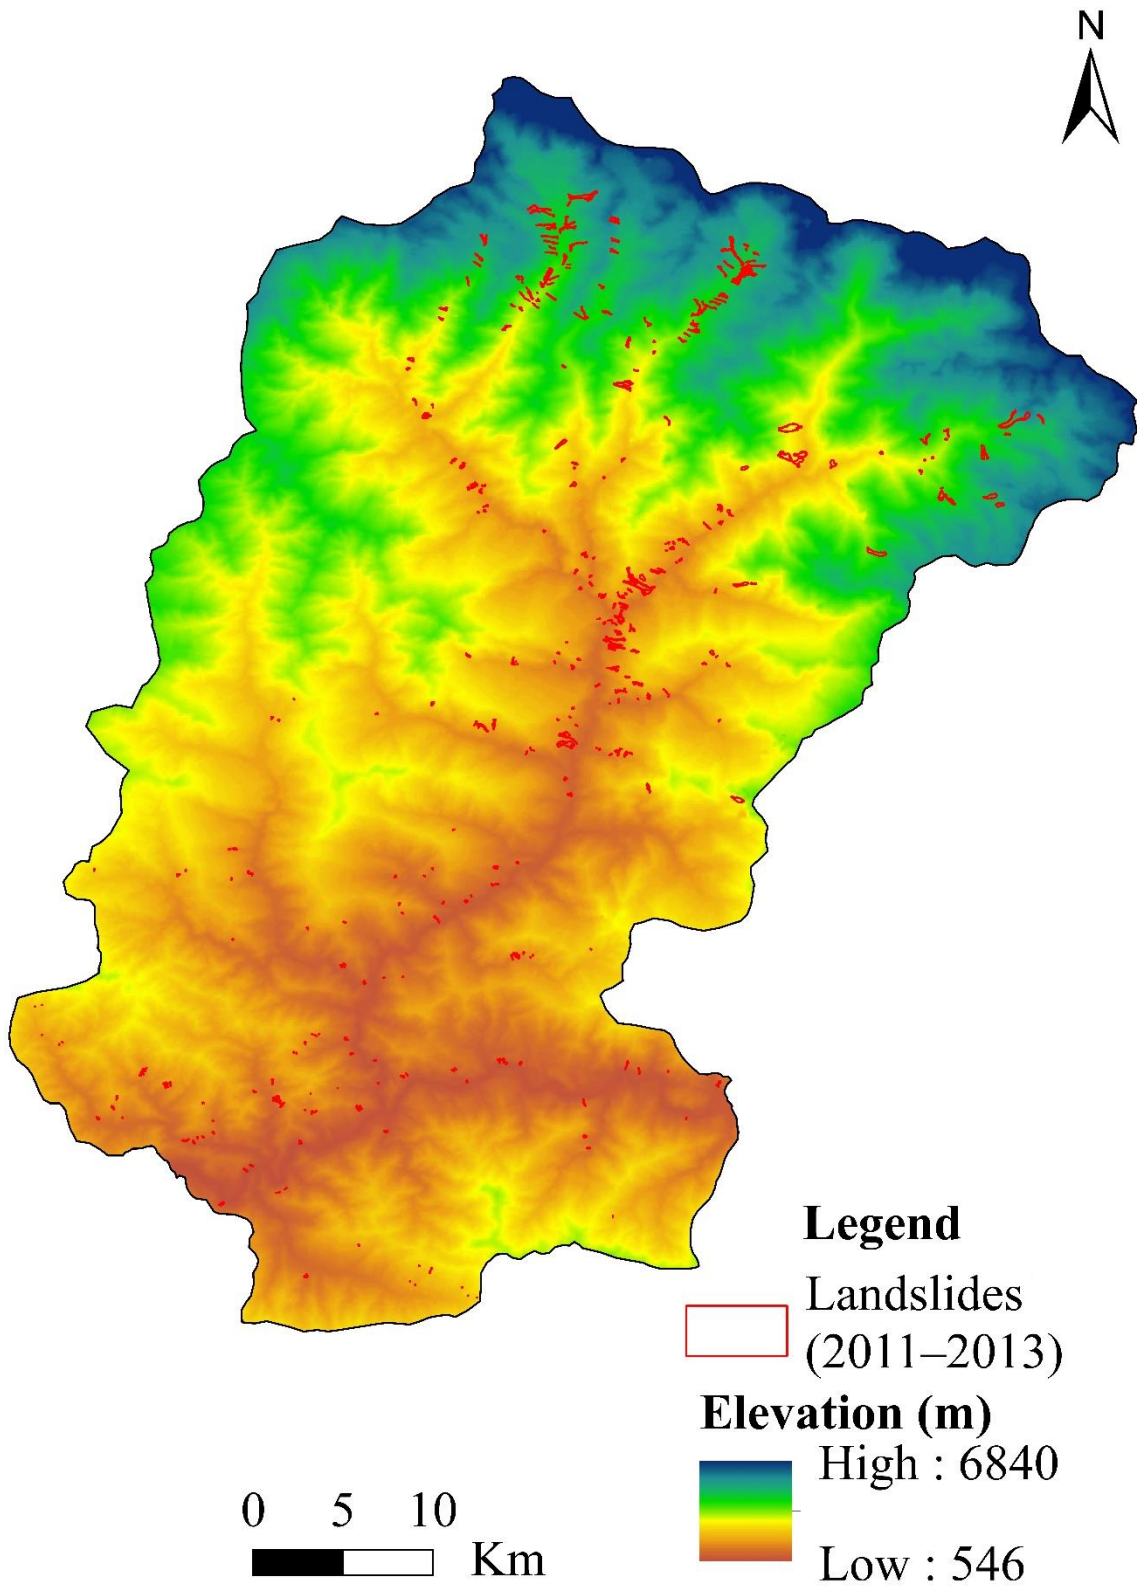 N
Legend
Landslides
(2011–2013)
Elevation (m)
High : 6840
Low : 546
0 5 10
Km